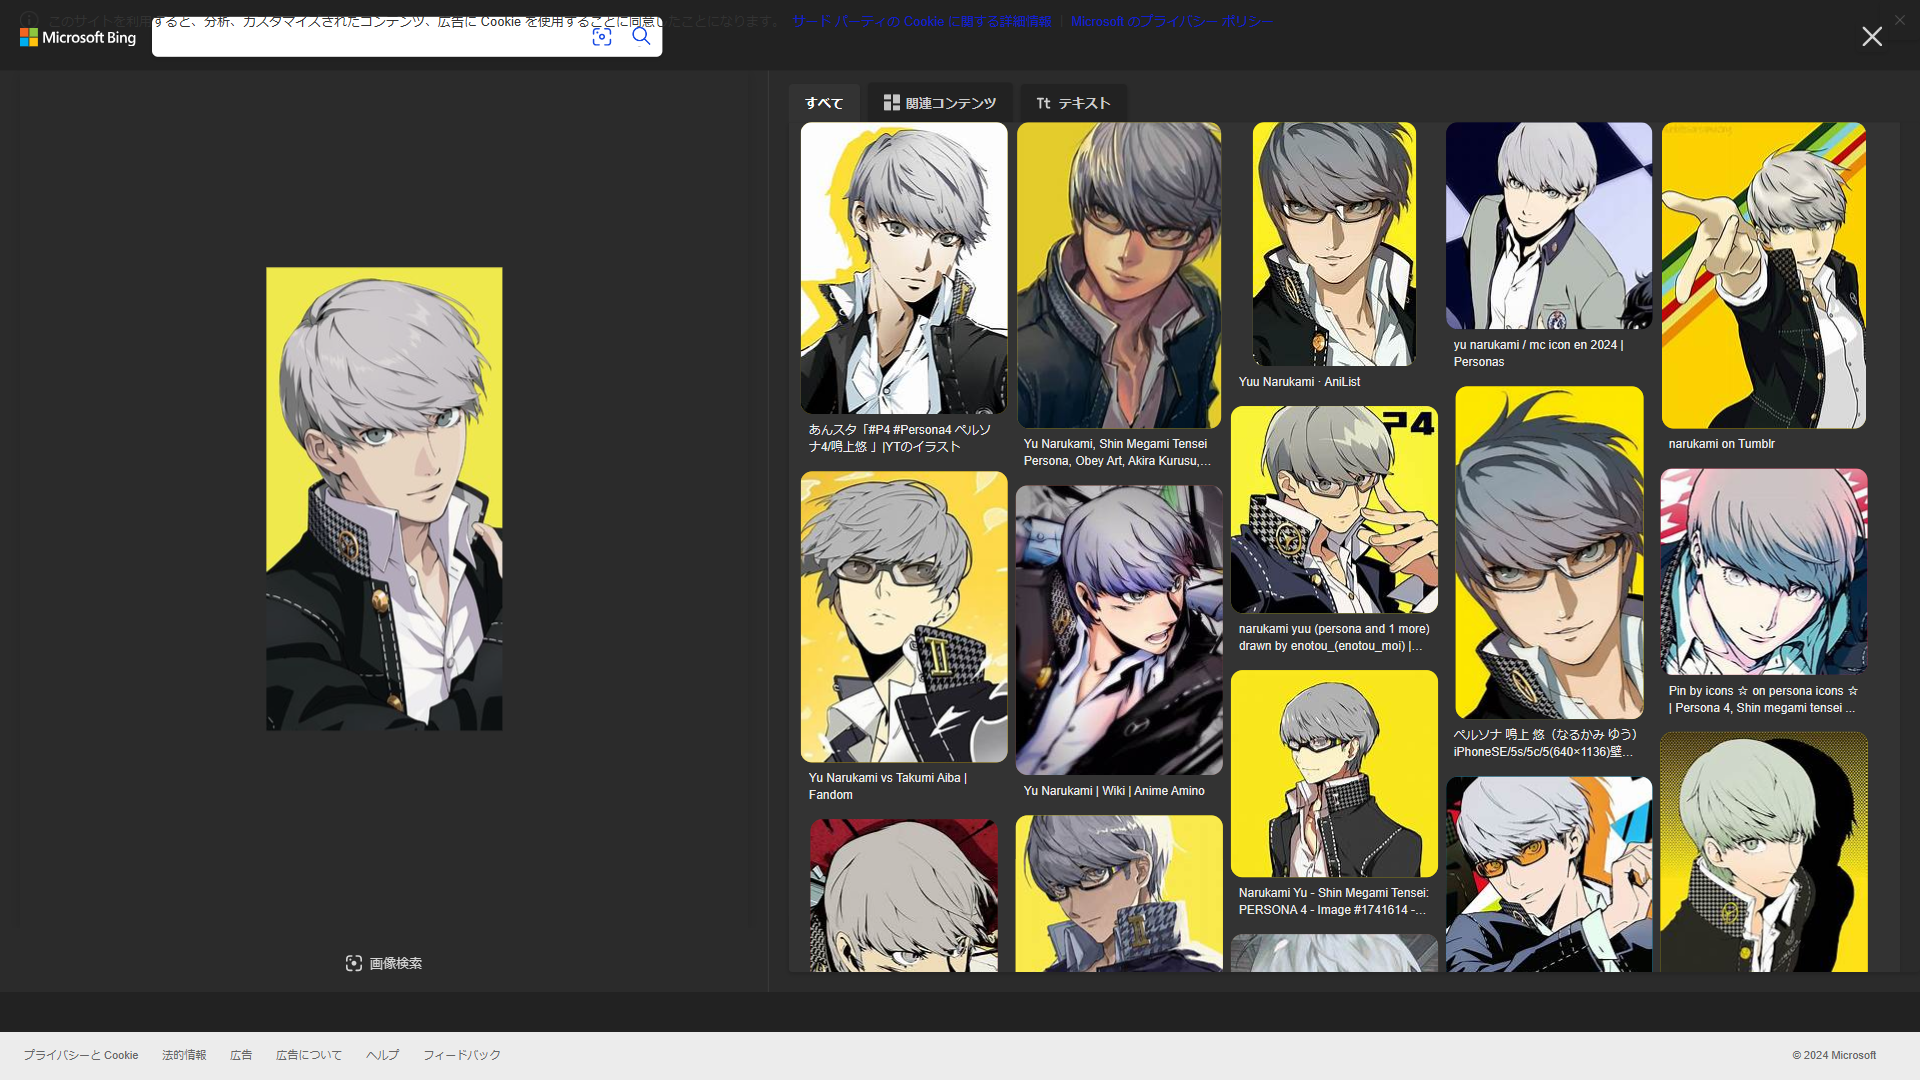 このサイトを利用すると、分析、カスタマイズされたコンテンツ、広告に Cookie を使用することに同意したことになります。 サード パーティの Cookie に関する詳細情報 | Microsoft のプライバシー ポリシー
Microsoft Bing
すべて
関連コンテンツ
Tt テキスト
あんスタ「#P4 #Persona4 ペルソ
ナ4/鳴上悠 」|YTのイラスト
Yu Narukami, Shin Megami Tensei
Persona, Obey Art, Akira Kurusu,...
Yuu Narukami · AniList
yu narukami / mc icon en 2024 |
Personas
narukami on Tumblr
P4
Yu Narukami vs Takumi Aiba |
Fandom
Yu Narukami | Wiki | Anime Amino
narukami yuu (persona and 1 more)
drawn by enotou_(enotou_moi) |...
ペルソナ 鳴上 悠（なるかみ ゆう）
iPhoneSE/5s/5c/5(640×1136)壁...
Pin by icons ☆ on persona icons ☆
| Persona 4, Shin megami tensei ...
Narukami Yu - Shin Megami Tensei:
PERSONA 4 - Image #1741614 -...
画像検索
プライバシーと Cookie
法的情報
広告
広告について
ヘルプ
フィードバック
© 2024 Microsoft